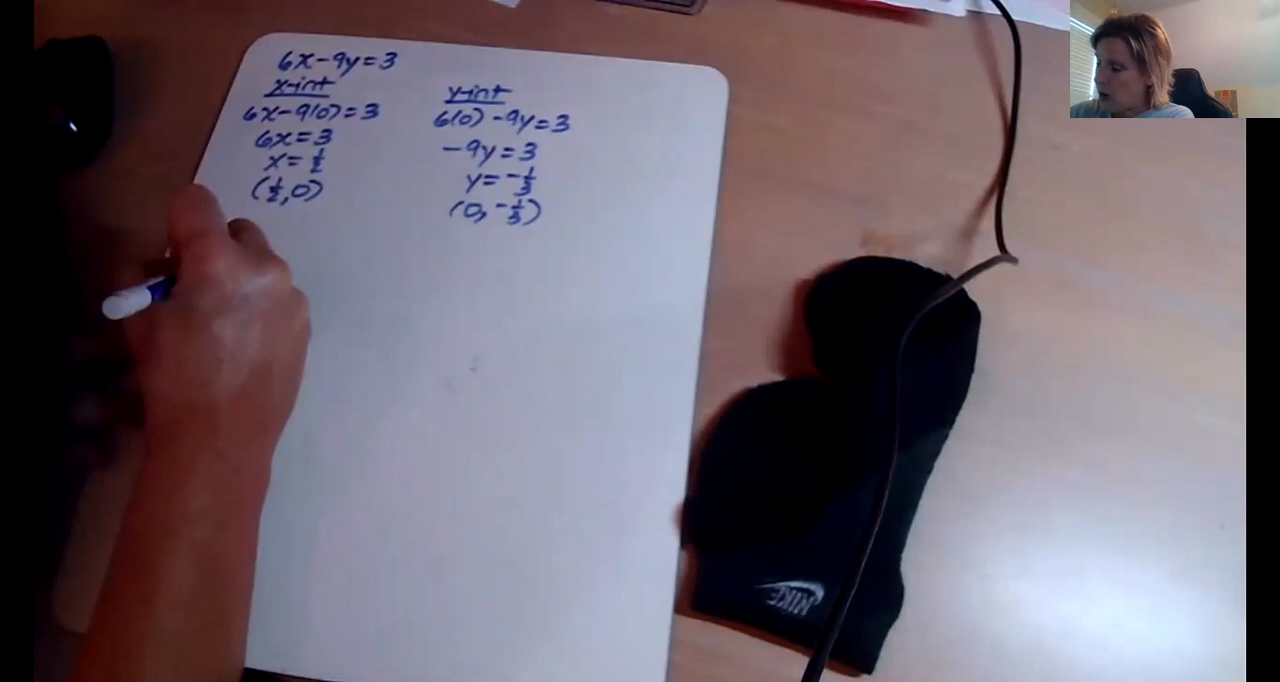 6x-9y=3
x-int
6x-9(0)=3
6x=3
x=1/2
(1/2,0)
y-int
6(0)-9y=3
-9y=3
y=-1/3
(0,-1/3)
NIKE